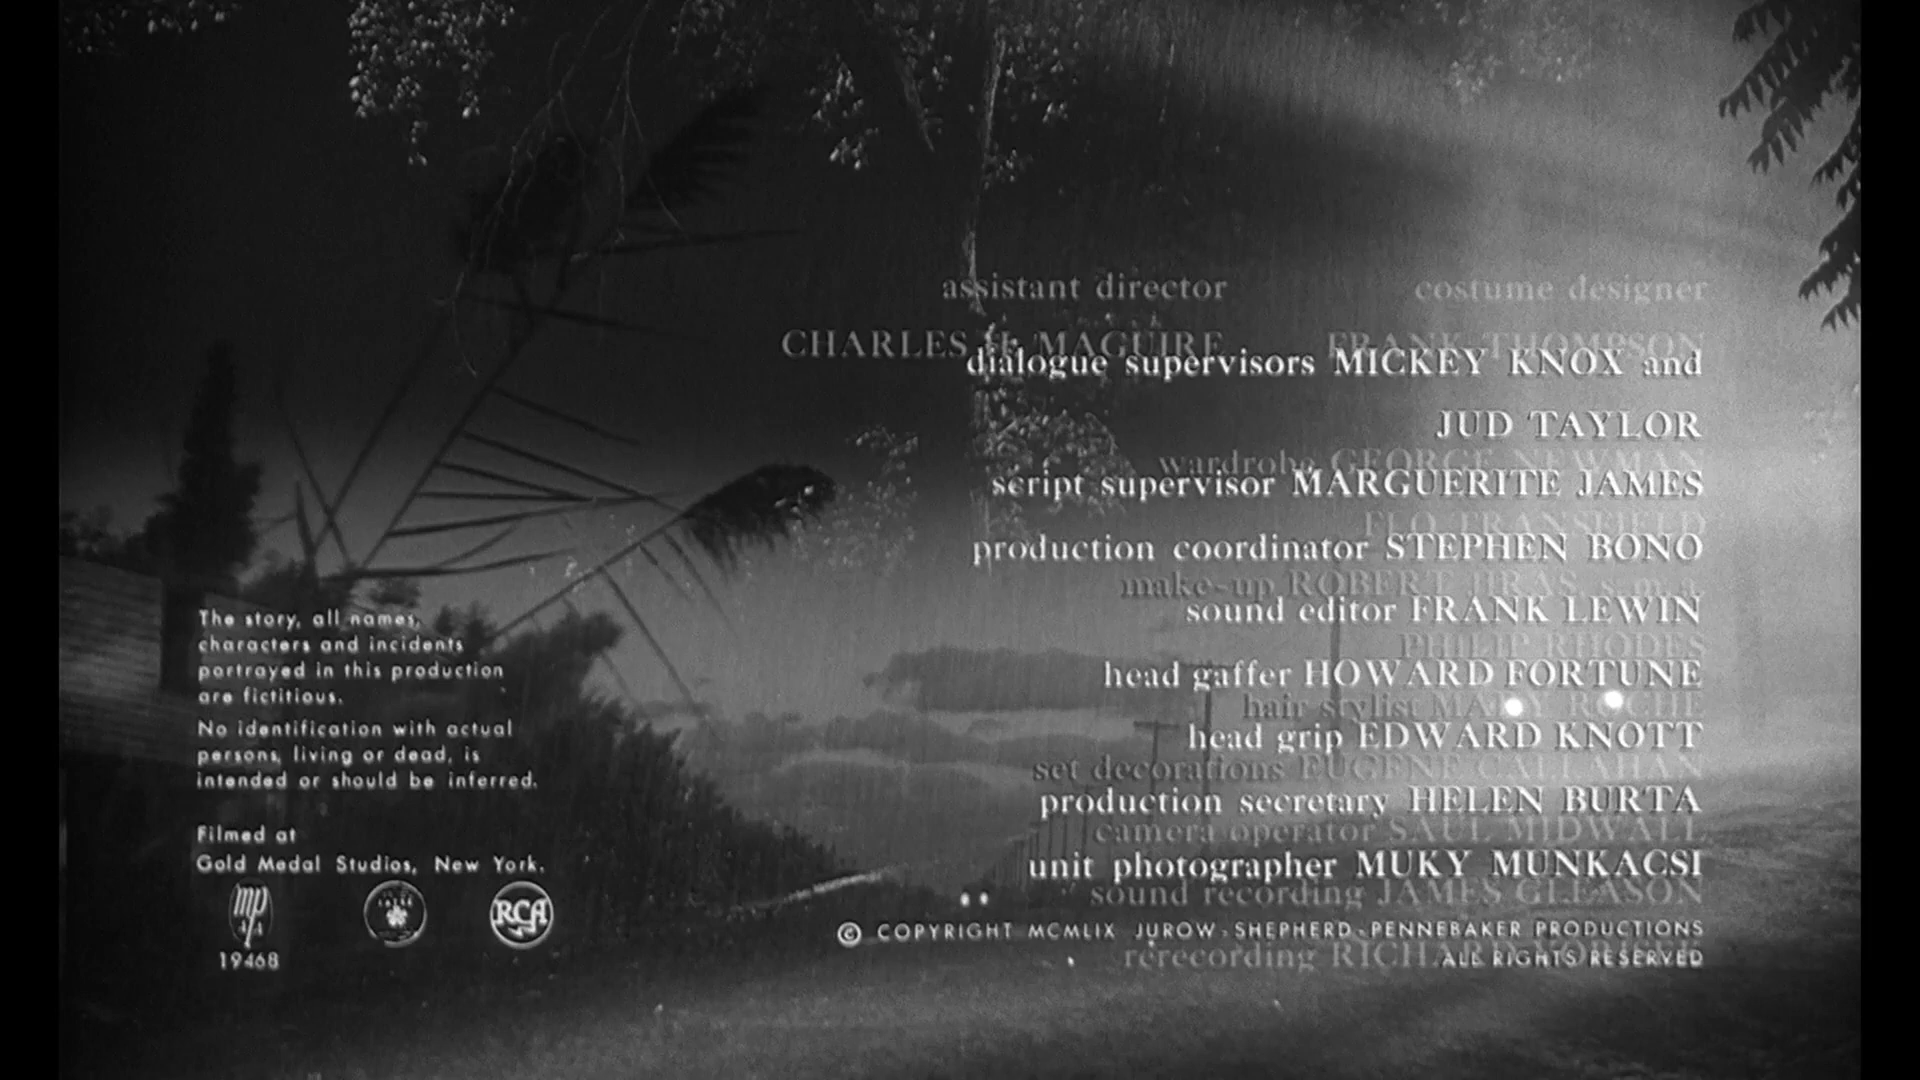 assistant director
costume designer
CHARLES H. MAGUIRE
FRANK THOMPSON
dialogue supervisors MICKEY KNOX and
JUD TAYLOR
wardrobe GEORGE NEWMAN
script supervisor MARGUERITE JAMES
FLO TRANSFIELD
production coordinator STEPHEN BONO
make-up ROBERT JIRAS s.m.a.
sound editor FRANK LEWIN
PHILIP RHODES
head gaffer HOWARD FORTUNE
hair stylist MARY ROCHE
head grip EDWARD KNOTT
set decorations EUGENE CALLAHAN
production secretary HELEN BURTA
camera operator SAUL MIDWALL
unit photographer MUKY MUNKACSI
sound recording JAMES GLEASON
© COPYRIGHT MCMLIX JUROW-SHEPHERD-PENNEBAKER PRODUCTIONS
rerecording RICHARD
ALL RIGHTS RESERVED
The story, all names,
characters and incidents
portrayed in this production
are fictitious.
No identification with actual
persons, living or dead, is
intended or should be inferred.
Filmed at
Gold Medal Studios, New York.
RCA
19468